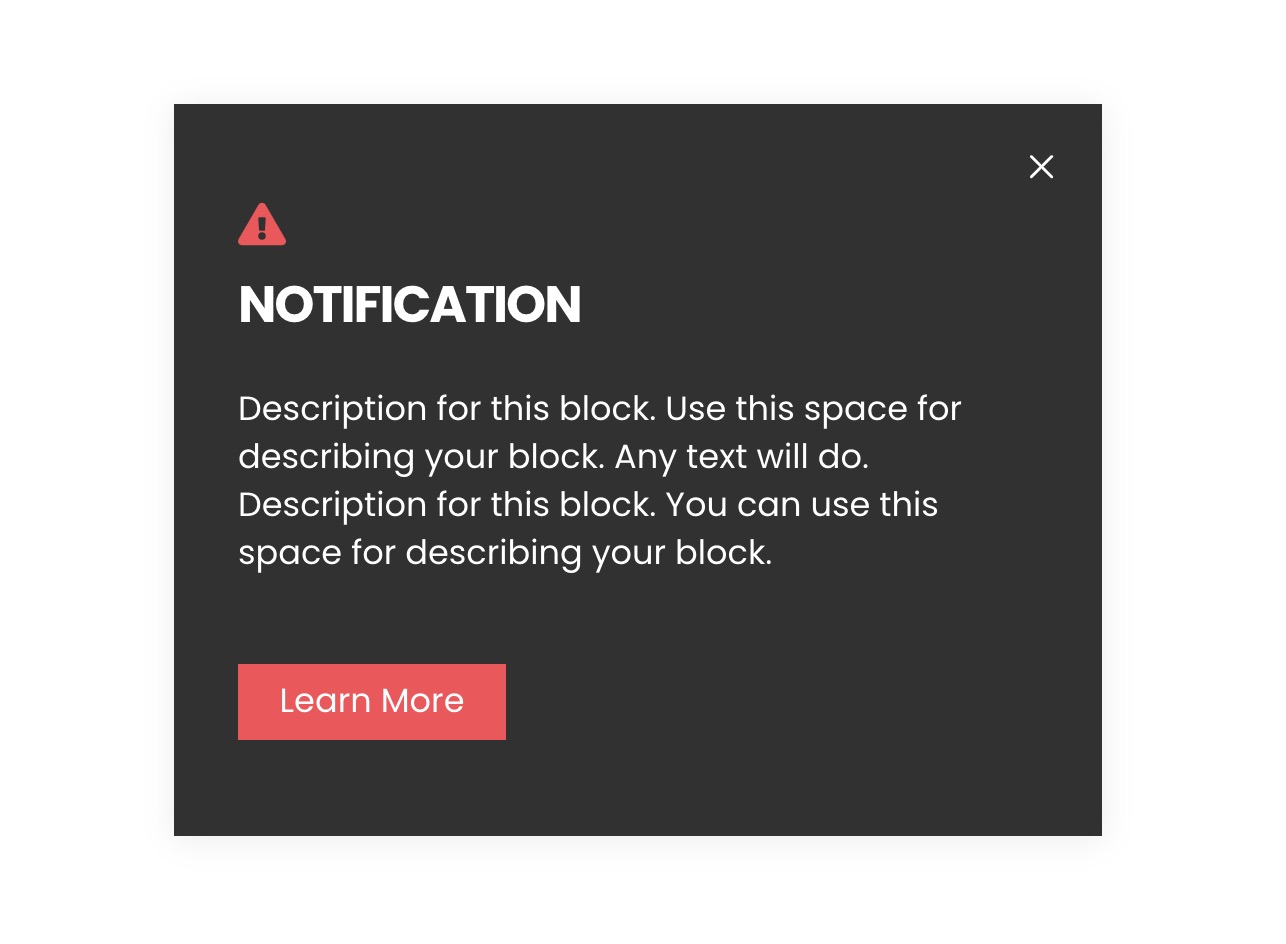 NOTIFICATION
Description for this block. Use this space for
describing your block. Any text will do.
Description for this block. You can use this
space for describing your block.
Learn More